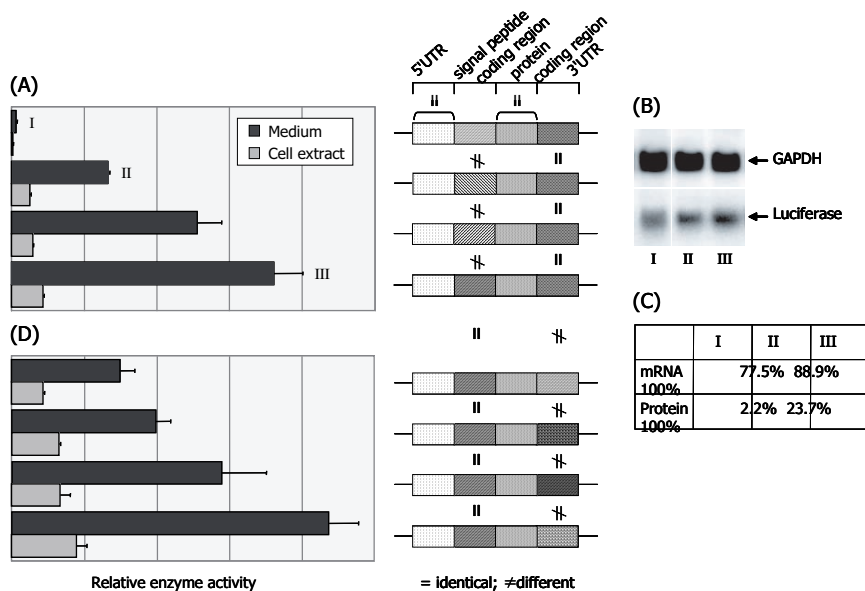 5'UTR
signal peptide
coding region
protein
coding region
3'UTR
(A)
I
II
III
Medium
Cell extract
=
=
≠
=
≠
=
≠
=
(B)
GAPDH
Luciferase
I II III
(C)
I II III
mRNA 77.5% 88.9%
100%
Protein 2.2% 23.7%
100%
(D)
= ≠
= ≠
= ≠
= ≠
Relative enzyme activity
= identical; ≠different